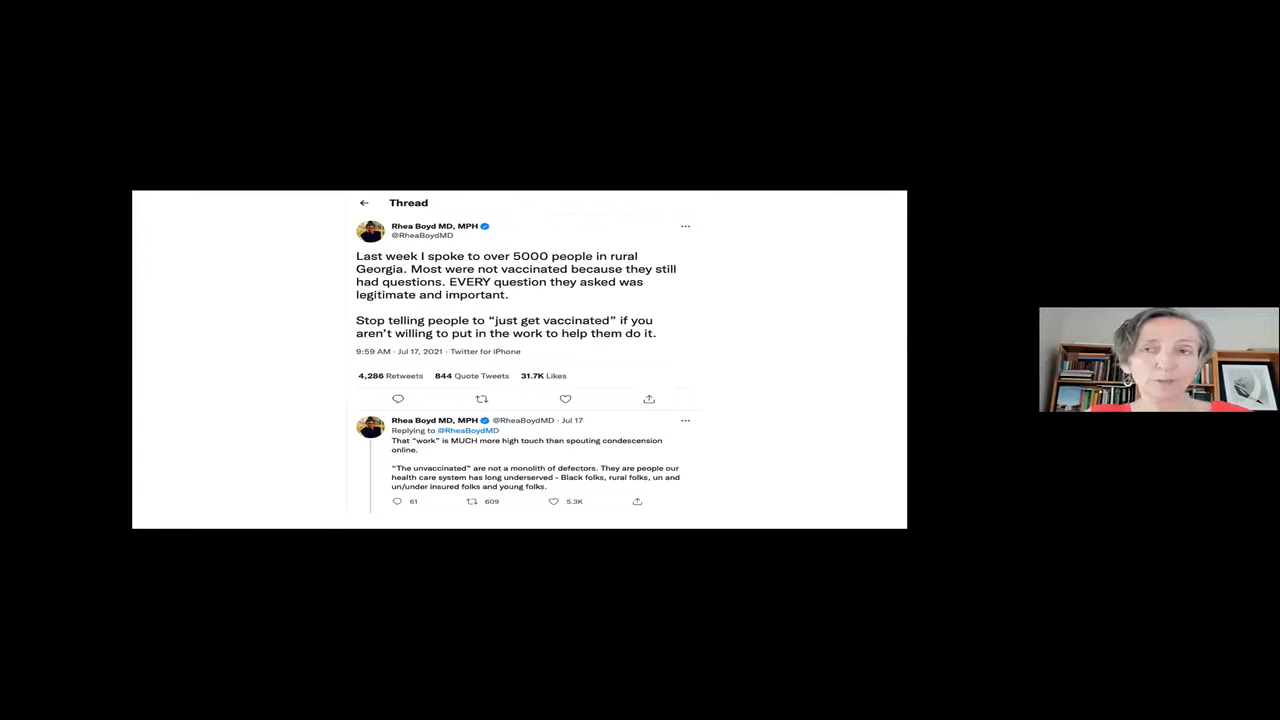 Thread
Rhea Boyd MD, MPH
@RheaBoydMD
Last week I spoke to over 5000 people in rural
Georgia. Most were not vaccinated because they still
had questions. EVERY question they asked was
legitimate and important.
Stop telling people to “just get vaccinated” if you
aren’t willing to put in the work to help them do it.
9:59 AM · Jul 17, 2021 · Twitter for iPhone
4,286 Retweets 844 Quote Tweets 31.7K Likes
Rhea Boyd MD, MPH @RheaBoydMD · Jul 17
Replying to @RheaBoydMD
That “work” is MUCH more high touch than spouting condescension
online.
“The unvaccinated” are not a monolith of defectors. They are people our
health care system has long underserved - Black folks, rural folks, un and
un/under insured folks and young folks.
61 609 5.3K